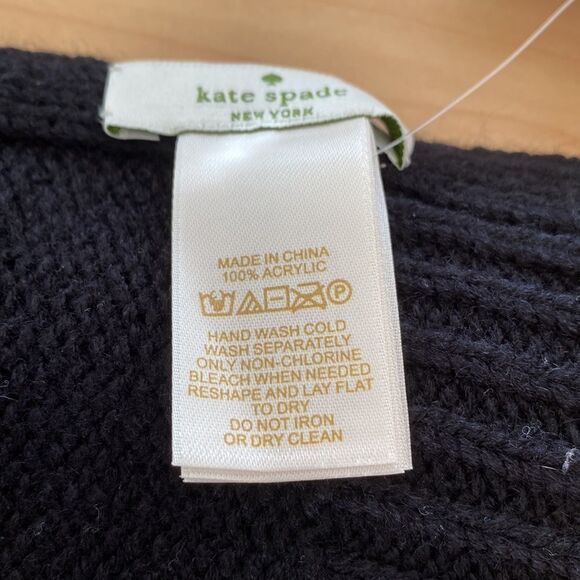 kate spade
NEW YORK
MADE IN CHINA
100% ACRYLIC
P
HAND WASH COLD
WASH SEPARATELY
ONLY NON-CHLORINE
BLEACH WHEN NEEDED
RESHAPE AND LAY FLAT
TO DRY
DO NOT IRON
OR DRY CLEAN